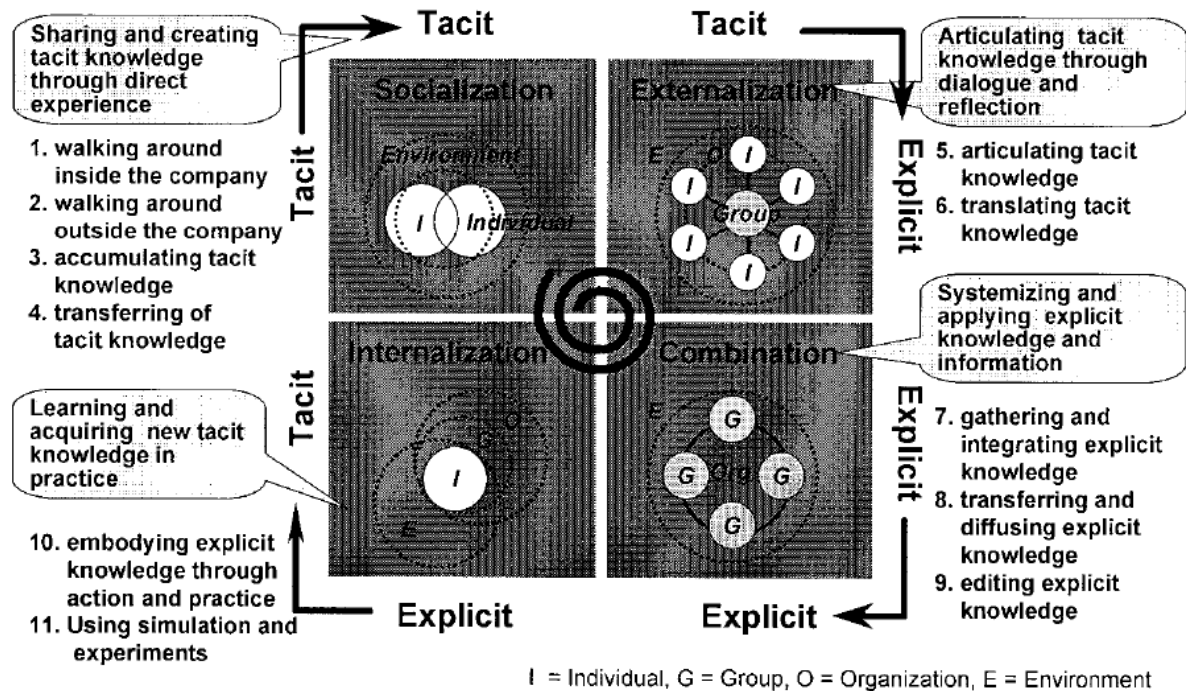 Tacit
Tacit
Sharing and creating
tacit knowledge
through direct
experience
Articulating tacit
knowledge through
dialogue and
reflection
Socialization
Externalization
1. walking around
inside the company
2. walking around
outside the company
3. accumulating tacit
knowledge
4. transferring of
tacit knowledge
Tacit
Environment
I
Individual
E
O
I
I
I
Group
I
I
I
Explicit
5. articulating tacit
knowledge
6. translating tacit
knowledge
Systemizing and
applying explicit
knowledge and
information
Internalization
Combination
Learning and
acquiring new tacit
knowledge in
practice
Tacit
O
G
I
E
E
G
G
Org
G
G
Explicit
7. gathering and
integrating explicit
knowledge
8. transferring and
diffusing explicit
knowledge
9. editing explicit
knowledge
10. embodying explicit
knowledge through
action and practice
11. Using simulation and
experiments
Explicit
Explicit
I = Individual, G = Group, O = Organization, E = Environment